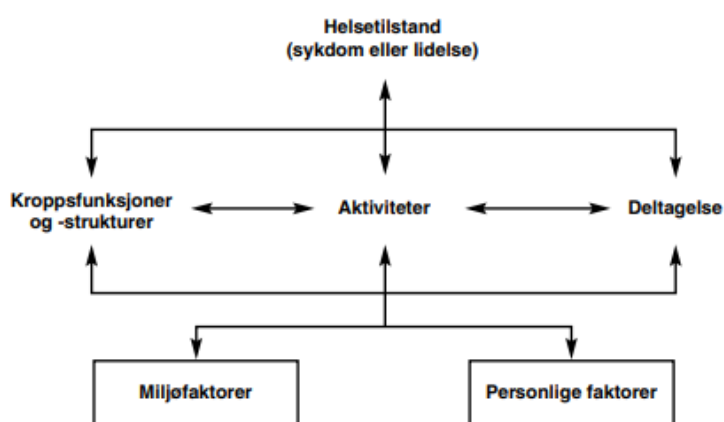 Helsetilstand
(sykdom eller lidelse)
Kroppsfunksjoner
og -strukturer
Aktiviteter
Deltagelse
Miljøfaktorer
Personlige faktorer